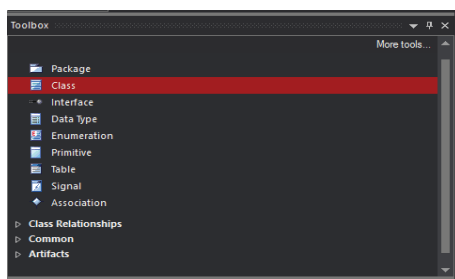 Toolbox
More tools...
Package
Class
Interface
Data Type
Enumeration
Primitive
Table
Signal
Association
Class Relationships
Common
Artifacts